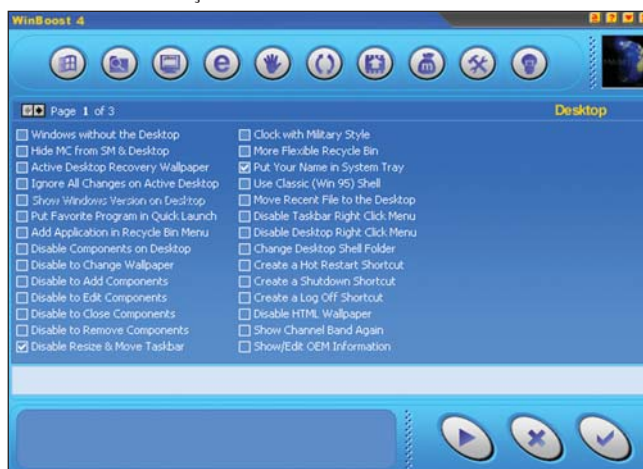 WinBoost 4
Page 1 of 3
Desktop
Windows without the Desktop
Hide MC from SM & Desktop
Active Desktop Recovery Wallpaper
Ignore All Changes on Active Desktop
Show Windows Version on Desktop
Put Favorite Program in Quick Launch
Add Application in Recycle Bin Menu
Disable Components on Desktop
Disable to Change Wallpaper
Disable to Add Components
Disable to Edit Components
Disable to Close Components
Disable to Remove Components
Disable Resize & Move Taskbar
Clock with Military Style
More Flexible Recycle Bin
Put Your Name in System Tray
Use Classic (Win 95) Shell
Move Recent File to the Desktop
Disable Taskbar Right Click Menu
Disable Desktop Right Click Menu
Change Desktop Shell Folder
Create a Hot Restart Shortcut
Create a Shutdown Shortcut
Create a Log Off Shortcut
Disable HTML Wallpaper
Show Channel Band Again
Show/Edit OEM Information